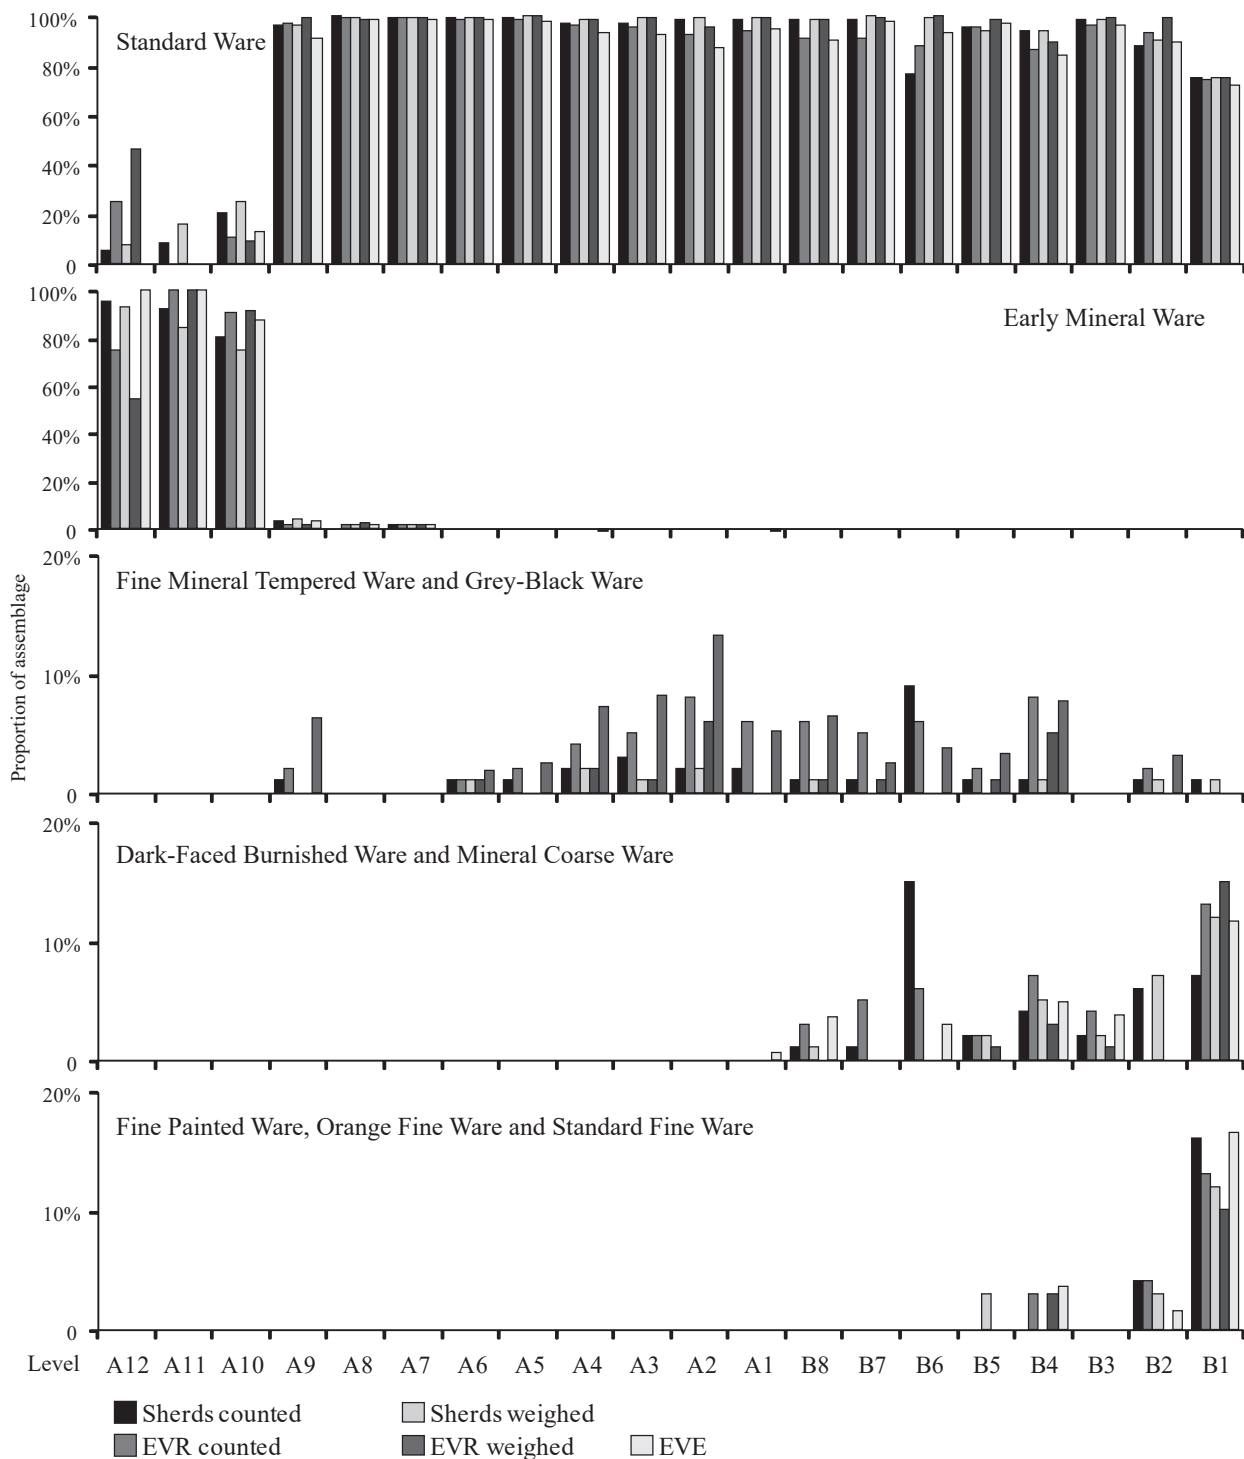 100%
Standard Ware
80%
60%
40%
20%
0
100%
Early Mineral Ware
80%
60%
40%
20%
0
20%
Fine Mineral Tempered Ware and Grey-Black Ware
10%
0
Proportion of assemblage
20%
Dark-Faced Burnished Ware and Mineral Coarse Ware
10%
0
20%
Fine Painted Ware, Orange Fine Ware and Standard Fine Ware
10%
0
Level A12 A11 A10 A9 A8 A7 A6 A5 A4 A3 A2 A1 B8 B7 B6 B5 B4 B3 B2 B1
Sherds counted Sherds weighed
EVR counted EVR weighed EVE